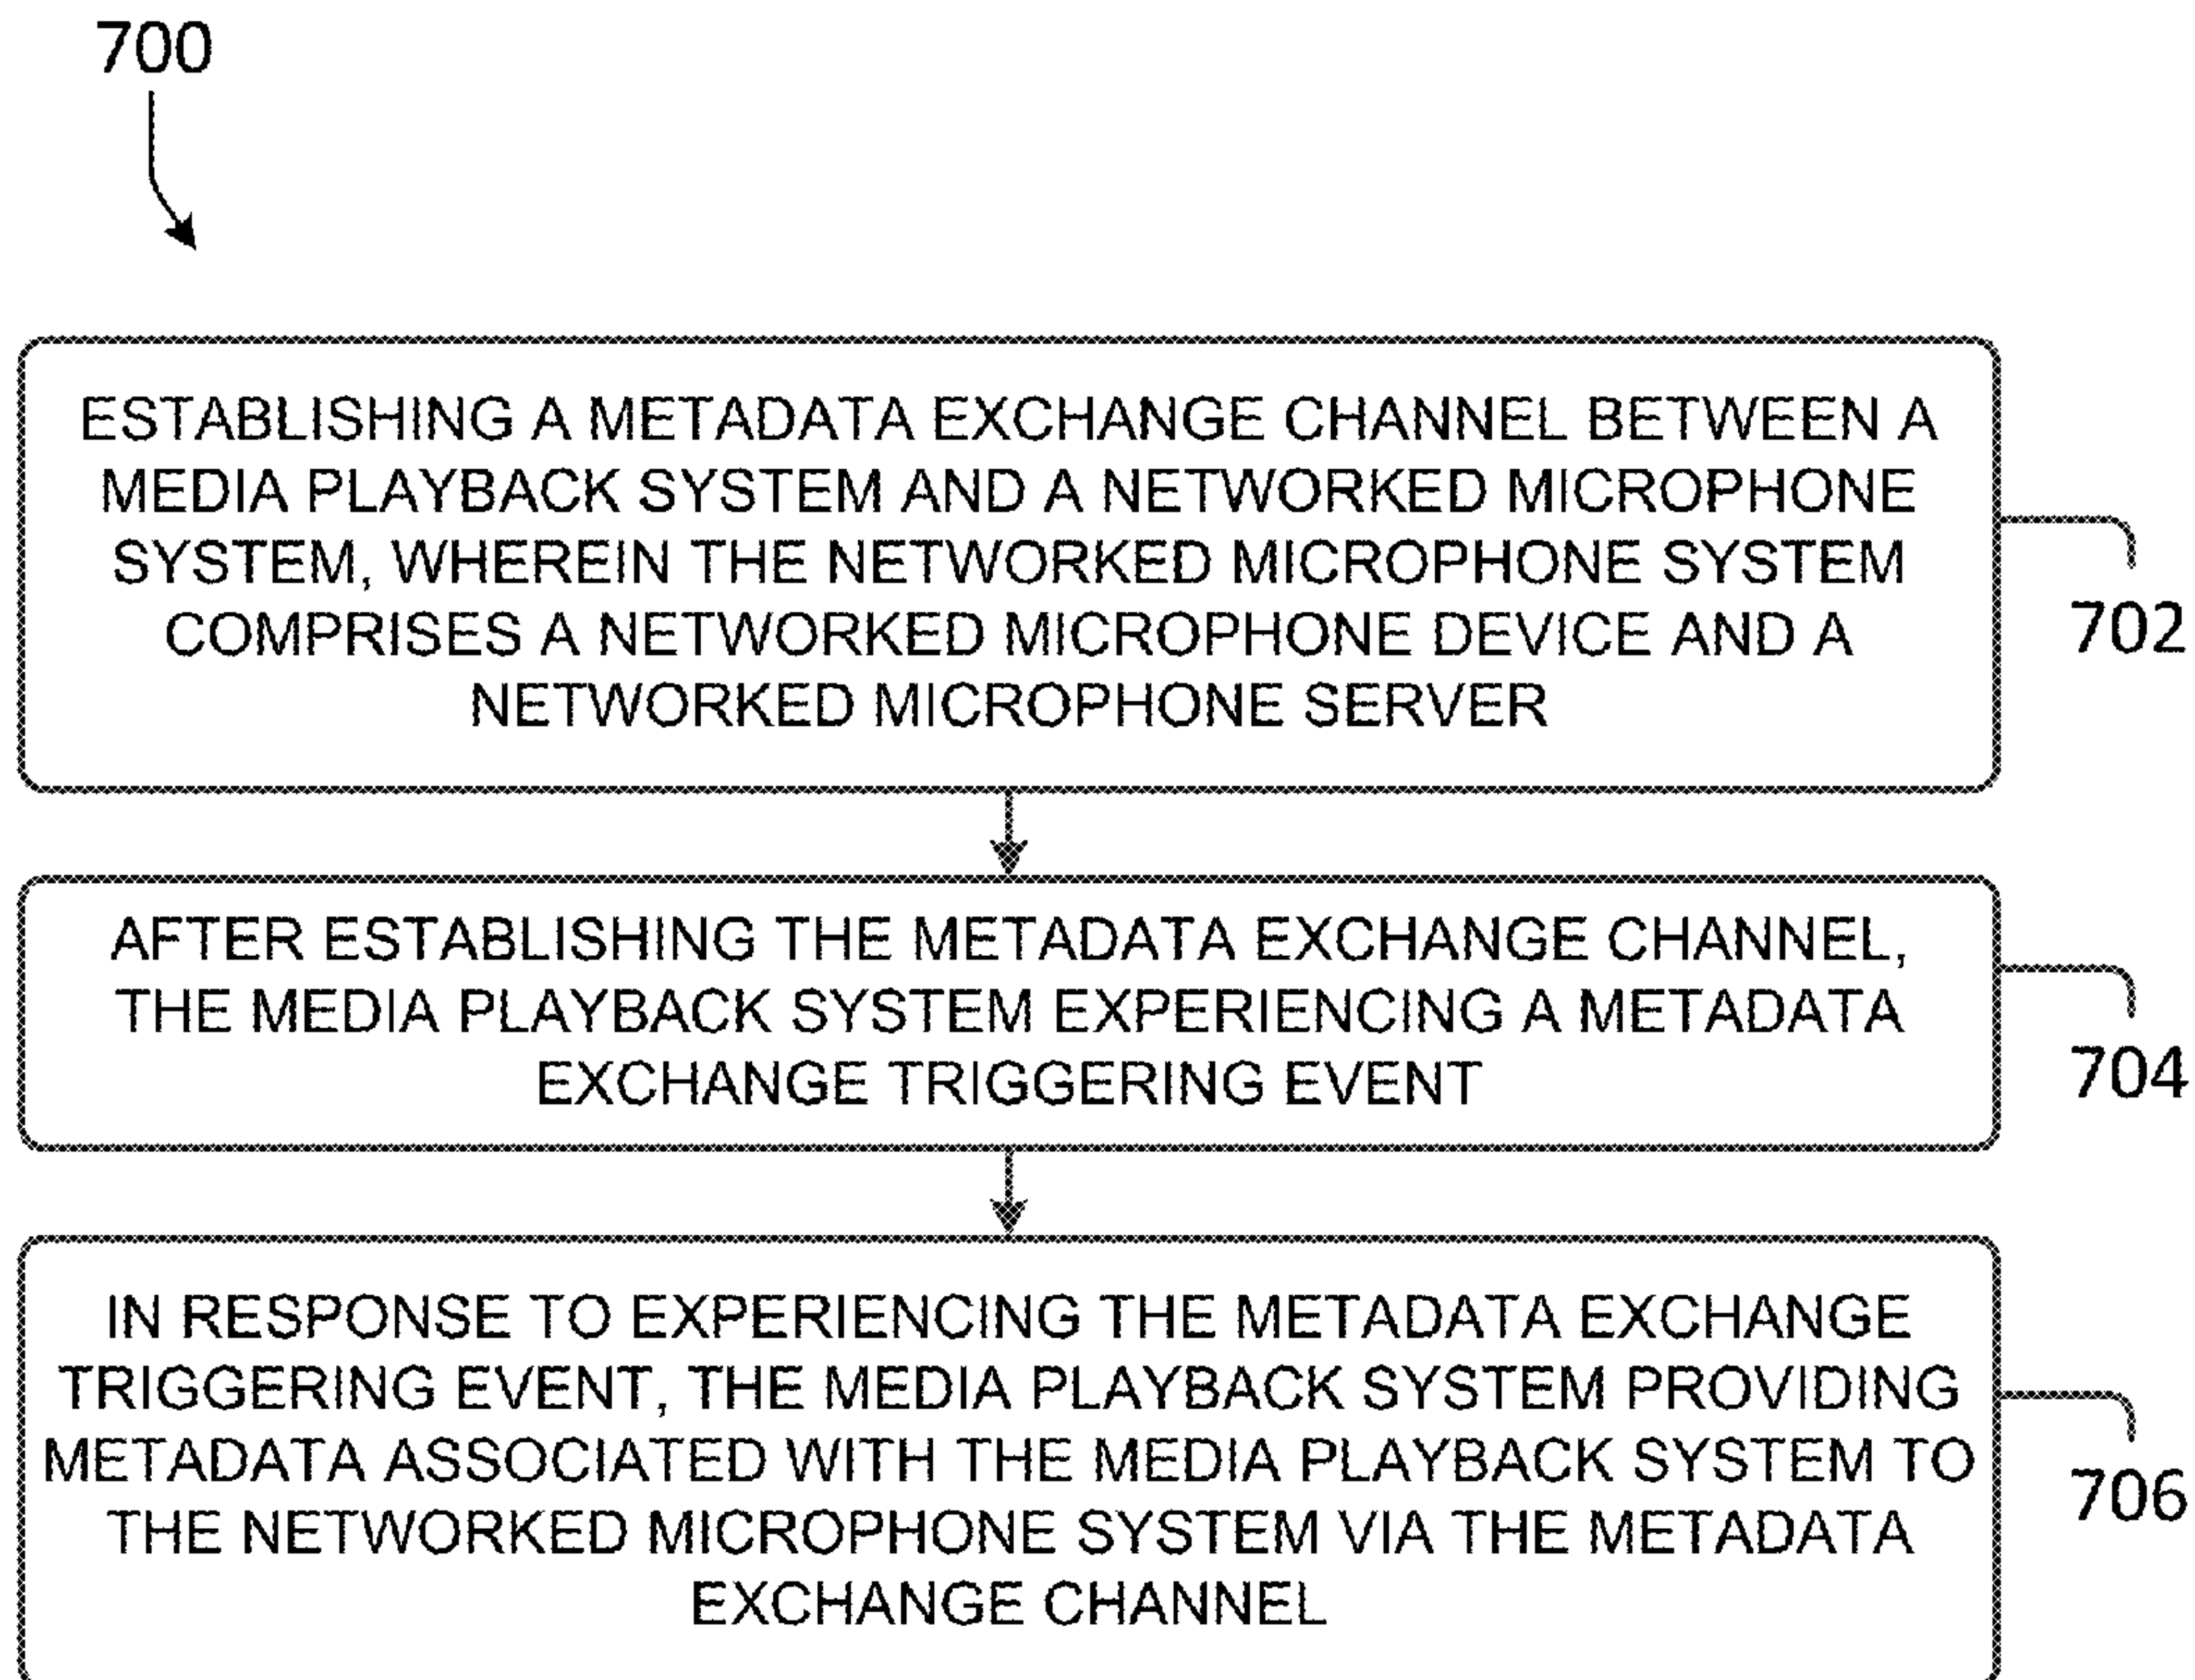 700
ESTABLISHING A METADATA EXCHANGE CHANNEL BETWEEN A
MEDIA PLAYBACK SYSTEM AND A NETWORKED MICROPHONE
SYSTEM, WHEREIN THE NETWORKED MICROPHONE SYSTEM
COMPRISES A NETWORKED MICROPHONE DEVICE AND A
NETWORKED MICROPHONE SERVER
702
AFTER ESTABLISHING THE METADATA EXCHANGE CHANNEL,
THE MEDIA PLAYBACK SYSTEM EXPERIENCING A METADATA
EXCHANGE TRIGGERING EVENT
704
IN RESPONSE TO EXPERIENCING THE METADATA EXCHANGE
TRIGGERING EVENT, THE MEDIA PLAYBACK SYSTEM PROVIDING
METADATA ASSOCIATED WITH THE MEDIA PLAYBACK SYSTEM TO
THE NETWORKED MICROPHONE SYSTEM VIA THE METADATA
EXCHANGE CHANNEL
706